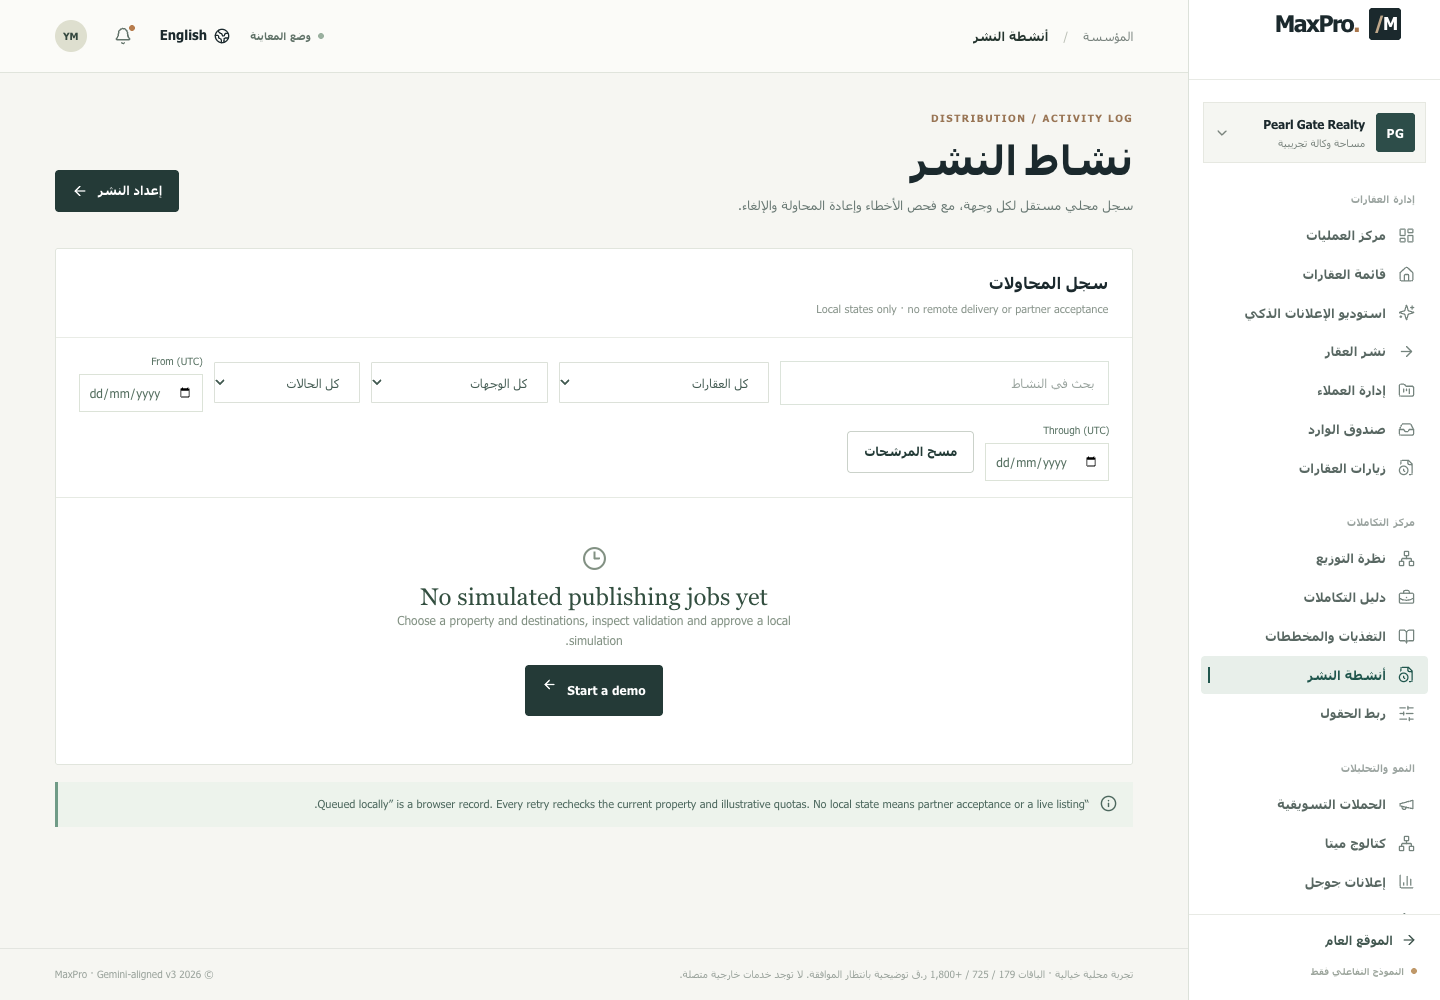 MaxPro.
/M
PG
Pearl Gate Realty
مساحة وكالة تجريبية
إدارة العقارات
مركز العمليات
قائمة العقارات
استوديو الإعلانات الذكي
نشر العقار
إدارة العملاء
صندوق الوارد
زيارات العقارات
مركز التكاملات
نظرة التوزيع
دليل التكاملات
التغذيات والمخططات
أنشطة النشر
ربط الحقول
النمو والتحليلات
الحملات التسويقية
كتالوج ميتا
إعلانات جوجل
الموقع العام
النموذج التفاعلي فقط
المؤسسة / أنشطة النشر
وضع المعاينة
English
YM
DISTRIBUTION / ACTIVITY LOG
نشاط النشر
سجل محلي مستقل لكل وجهة، مع فحص الأخطاء وإعادة المحاولة والإلغاء.
إعداد النشر
سجل المحاولات
Local states only · no remote delivery or partner acceptance
بحث في النشاط
كل العقارات
كل الوجهات
كل الحالات
From (UTC)
dd/mm/yyyy
Through (UTC)
dd/mm/yyyy
مسح المرشحات
No simulated publishing jobs yet
Choose a property and destinations, inspect validation and approve a local
simulation.
Start a demo
"Queued locally" is a browser record. Every retry rechecks the current property and illustrative quotas. No local state means partner acceptance or a live listing.
تجربة محلية خيالية · الباقات 179 / 725 / +1,800 ر.ق توضيحية بانتظار الموافقة. لا توجد خدمات خارجية متصلة.
© 2026 MaxPro · Gemini-aligned v3